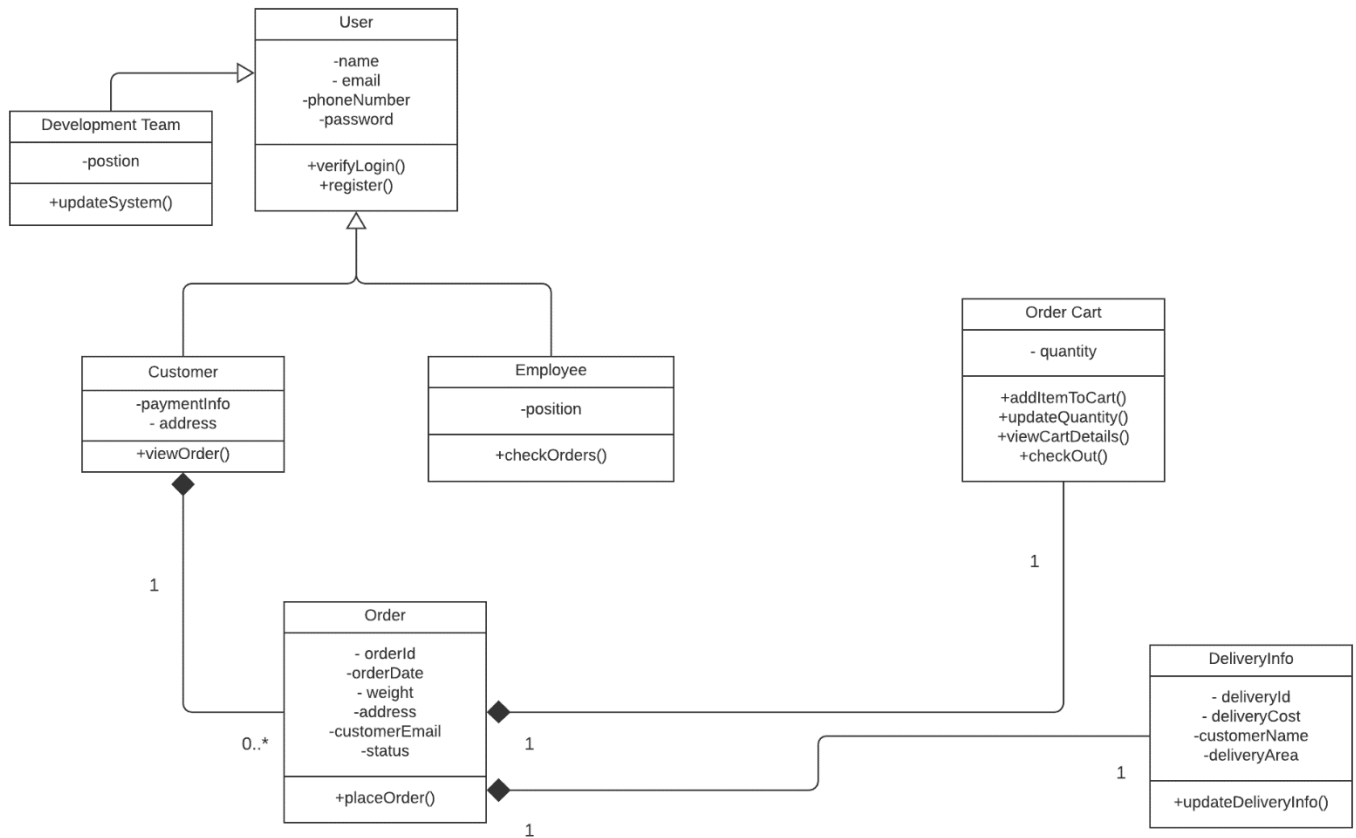 User
-name
- email
-phoneNumber
-password
+verifyLogin()
+register()
Development Team
-postion
+updateSystem()
Customer
-paymentInfo
- address
+viewOrder()
Employee
-position
+checkOrders()
Order Cart
- quantity
+addItemToCart()
+updateQuantity()
+viewCartDetails()
+checkOut()
1
1
Order
- orderId
-orderDate
- weight
-address
-customerEmail
-status
+placeOrder()
0..*
1
1
1
DeliveryInfo
- deliveryId
- deliveryCost
-customerName
-deliveryArea
+updateDeliveryInfo()